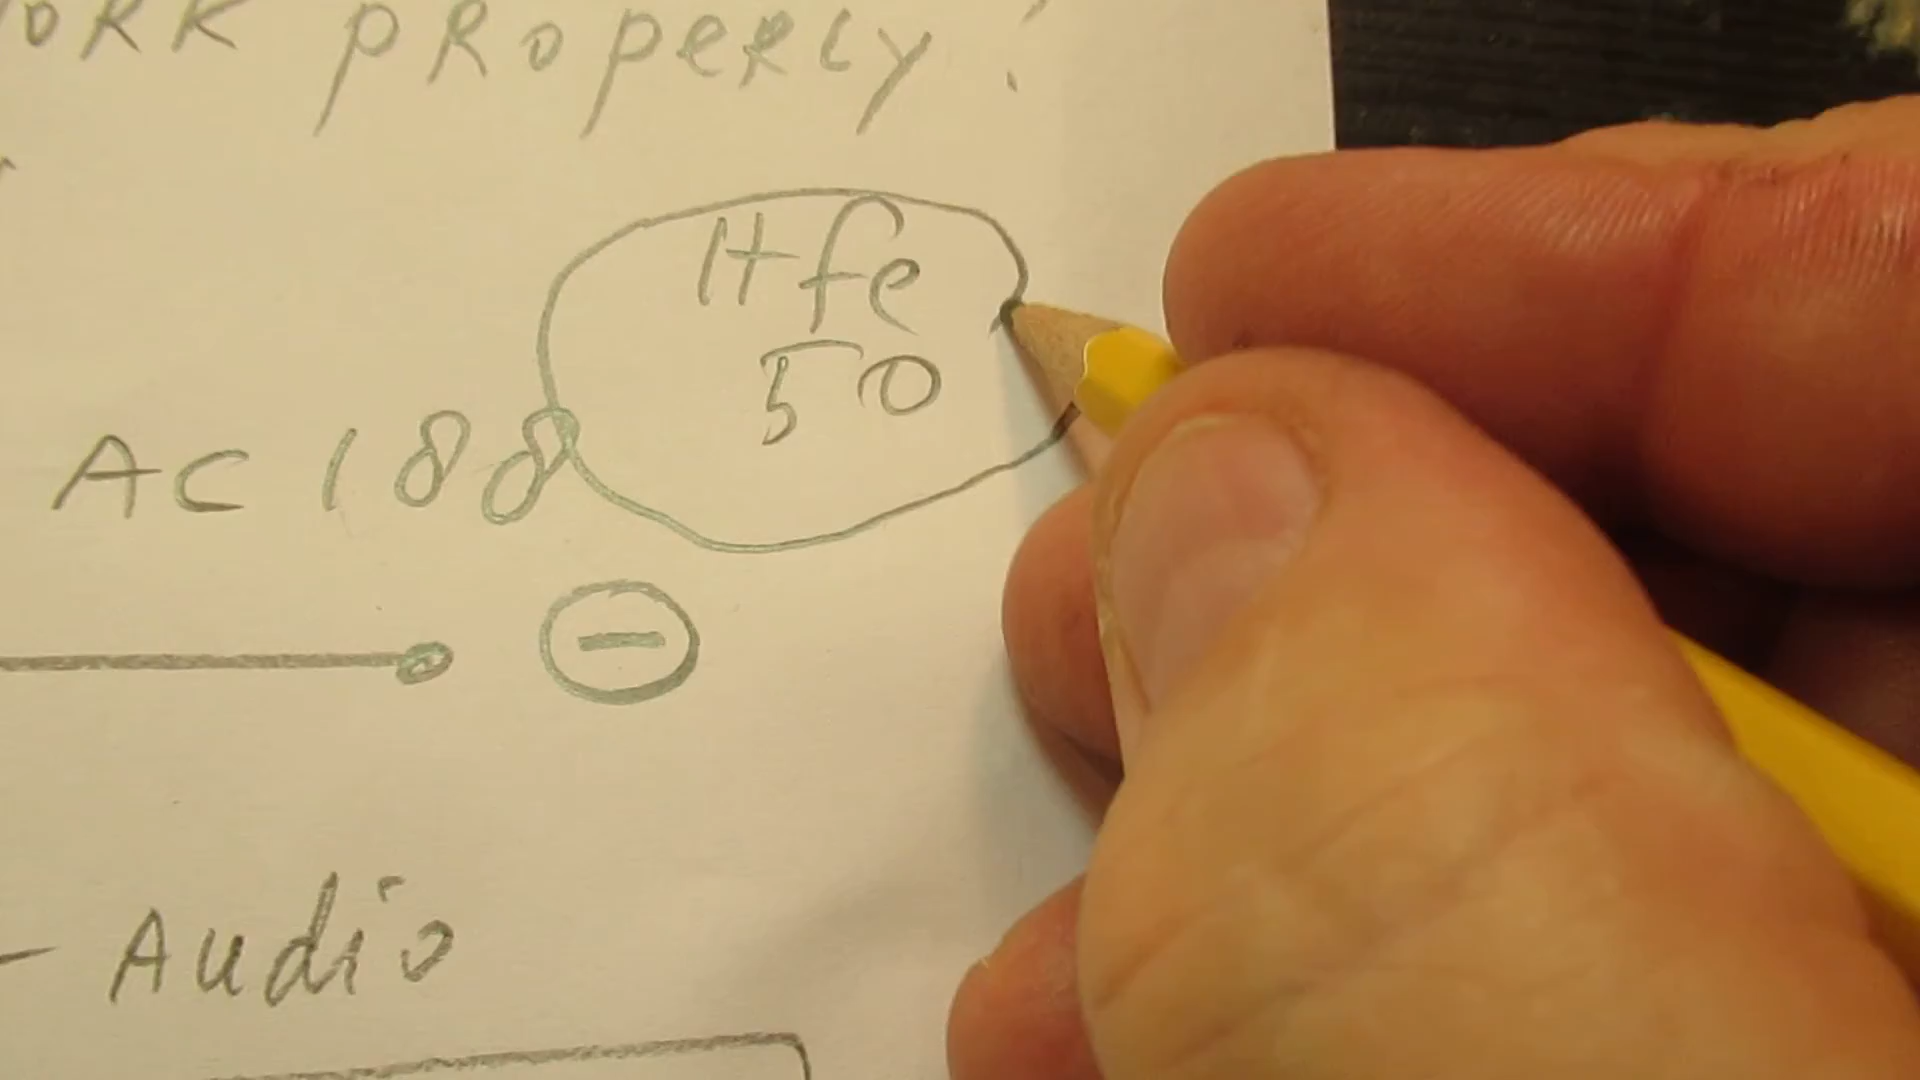 ORK PROPERLY!
Hfe
50
AC 188
−
- Audio